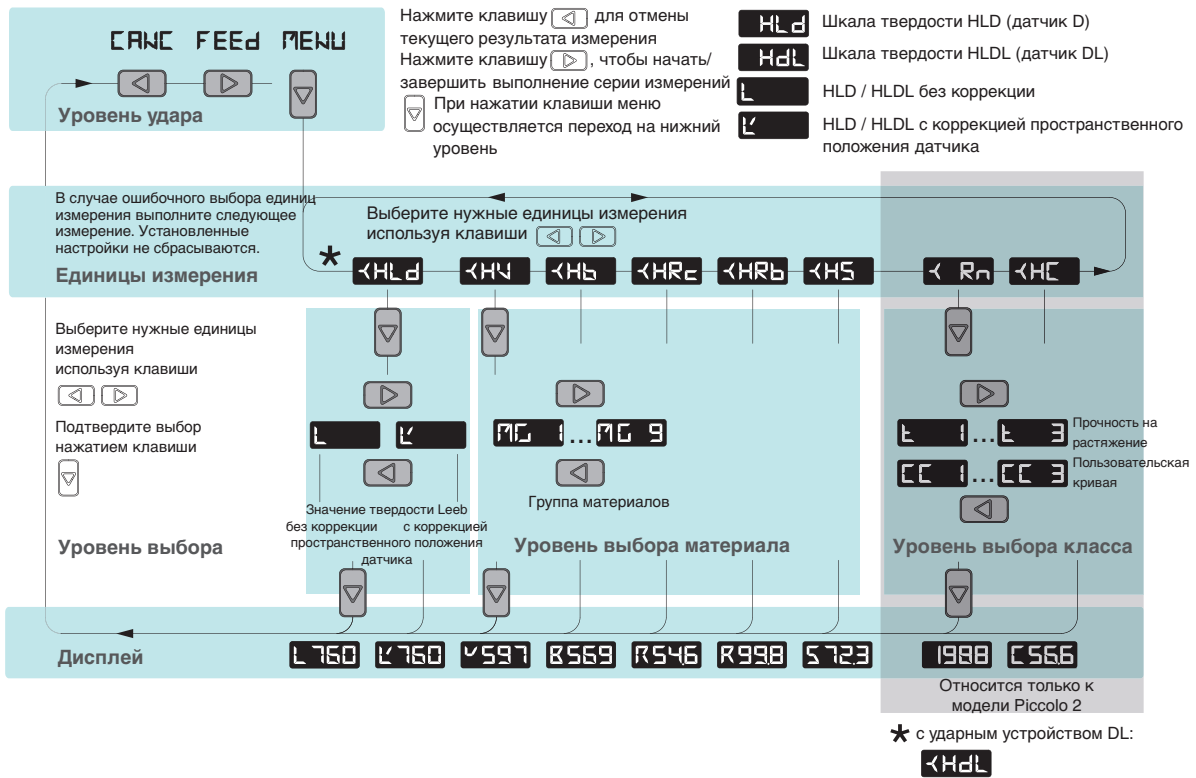 CANC FEEd MENU
Уровень удара
Нажмите клавишу для отмены
текущего результата измерения
Нажмите клавишу , чтобы начать/
завершить выполнение серии измерений
При нажатии клавиши меню
осуществляется переход на нижний
уровень
HLd Шкала твердости HLD (датчик D)
HdL Шкала твердости HLDL (датчик DL)
L HLD / HLDL без коррекции
L' HLD / HLDL с коррекцией пространственного
положения датчика
В случае ошибочного выбора единиц
измерения выполните следующее
измерение. Установленные
настройки не сбрасываются.
Единицы измерения
Выберите нужные единицы измерения
используя клавиши
* <HLd <HV <Hb <HRc <HRb <HS < Rn <HC
Выберите нужные единицы
измерения
используя клавиши
Подтвердите выбор
нажатием клавиши
Уровень выбора
L L'
Значение твердости Leeb
без коррекции с коррекцией
пространственного положения
датчика
MG 1...MG 9
Группа материалов
Уровень выбора материала
t 1...t 3 Прочность на
растяжение
CC 1...CC 3 Пользовательская
кривая
Уровень выбора класса
Дисплей
L 760 L'760 V597 B569 R54.6 R99.8 S72.3 1988 C56.6
Относится только к
модели Piccolo 2
* с ударным устройством DL:
<HdL